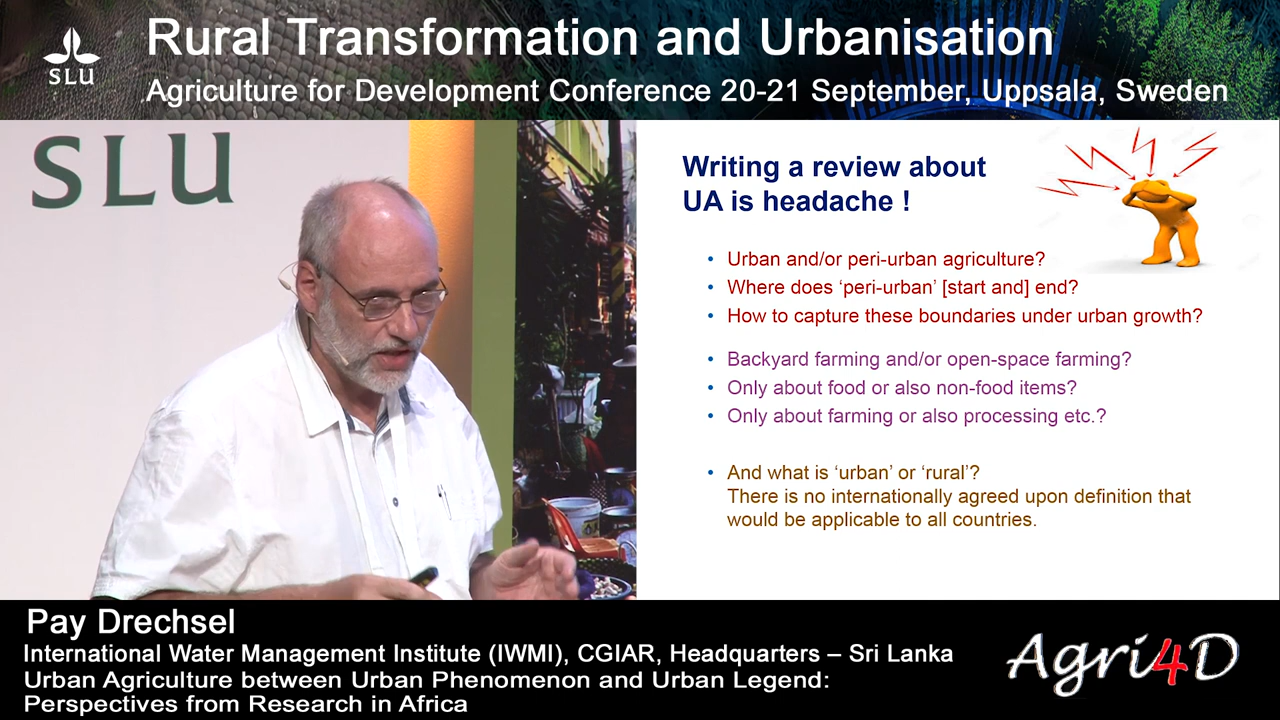 Rural Transformation and Urbanisation
SLU
Agriculture for Development Conference 20-21 September, Uppsala, Sweden
SLU
Writing a review about
UA is headache !
• Urban and/or peri-urban agriculture?
• Where does ‘peri-urban’ [start and] end?
• How to capture these boundaries under urban growth?
• Backyard farming and/or open-space farming?
• Only about food or also non-food items?
• Only about farming or also processing etc.?
• And what is ‘urban’ or ‘rural’?
There is no internationally agreed upon definition that
would be applicable to all countries.
Pay Drechsel
International Water Management Institute (IWMI), CGIAR, Headquarters – Sri Lanka
Urban Agriculture between Urban Phenomenon and Urban Legend:
Perspectives from Research in Africa
Agri4D